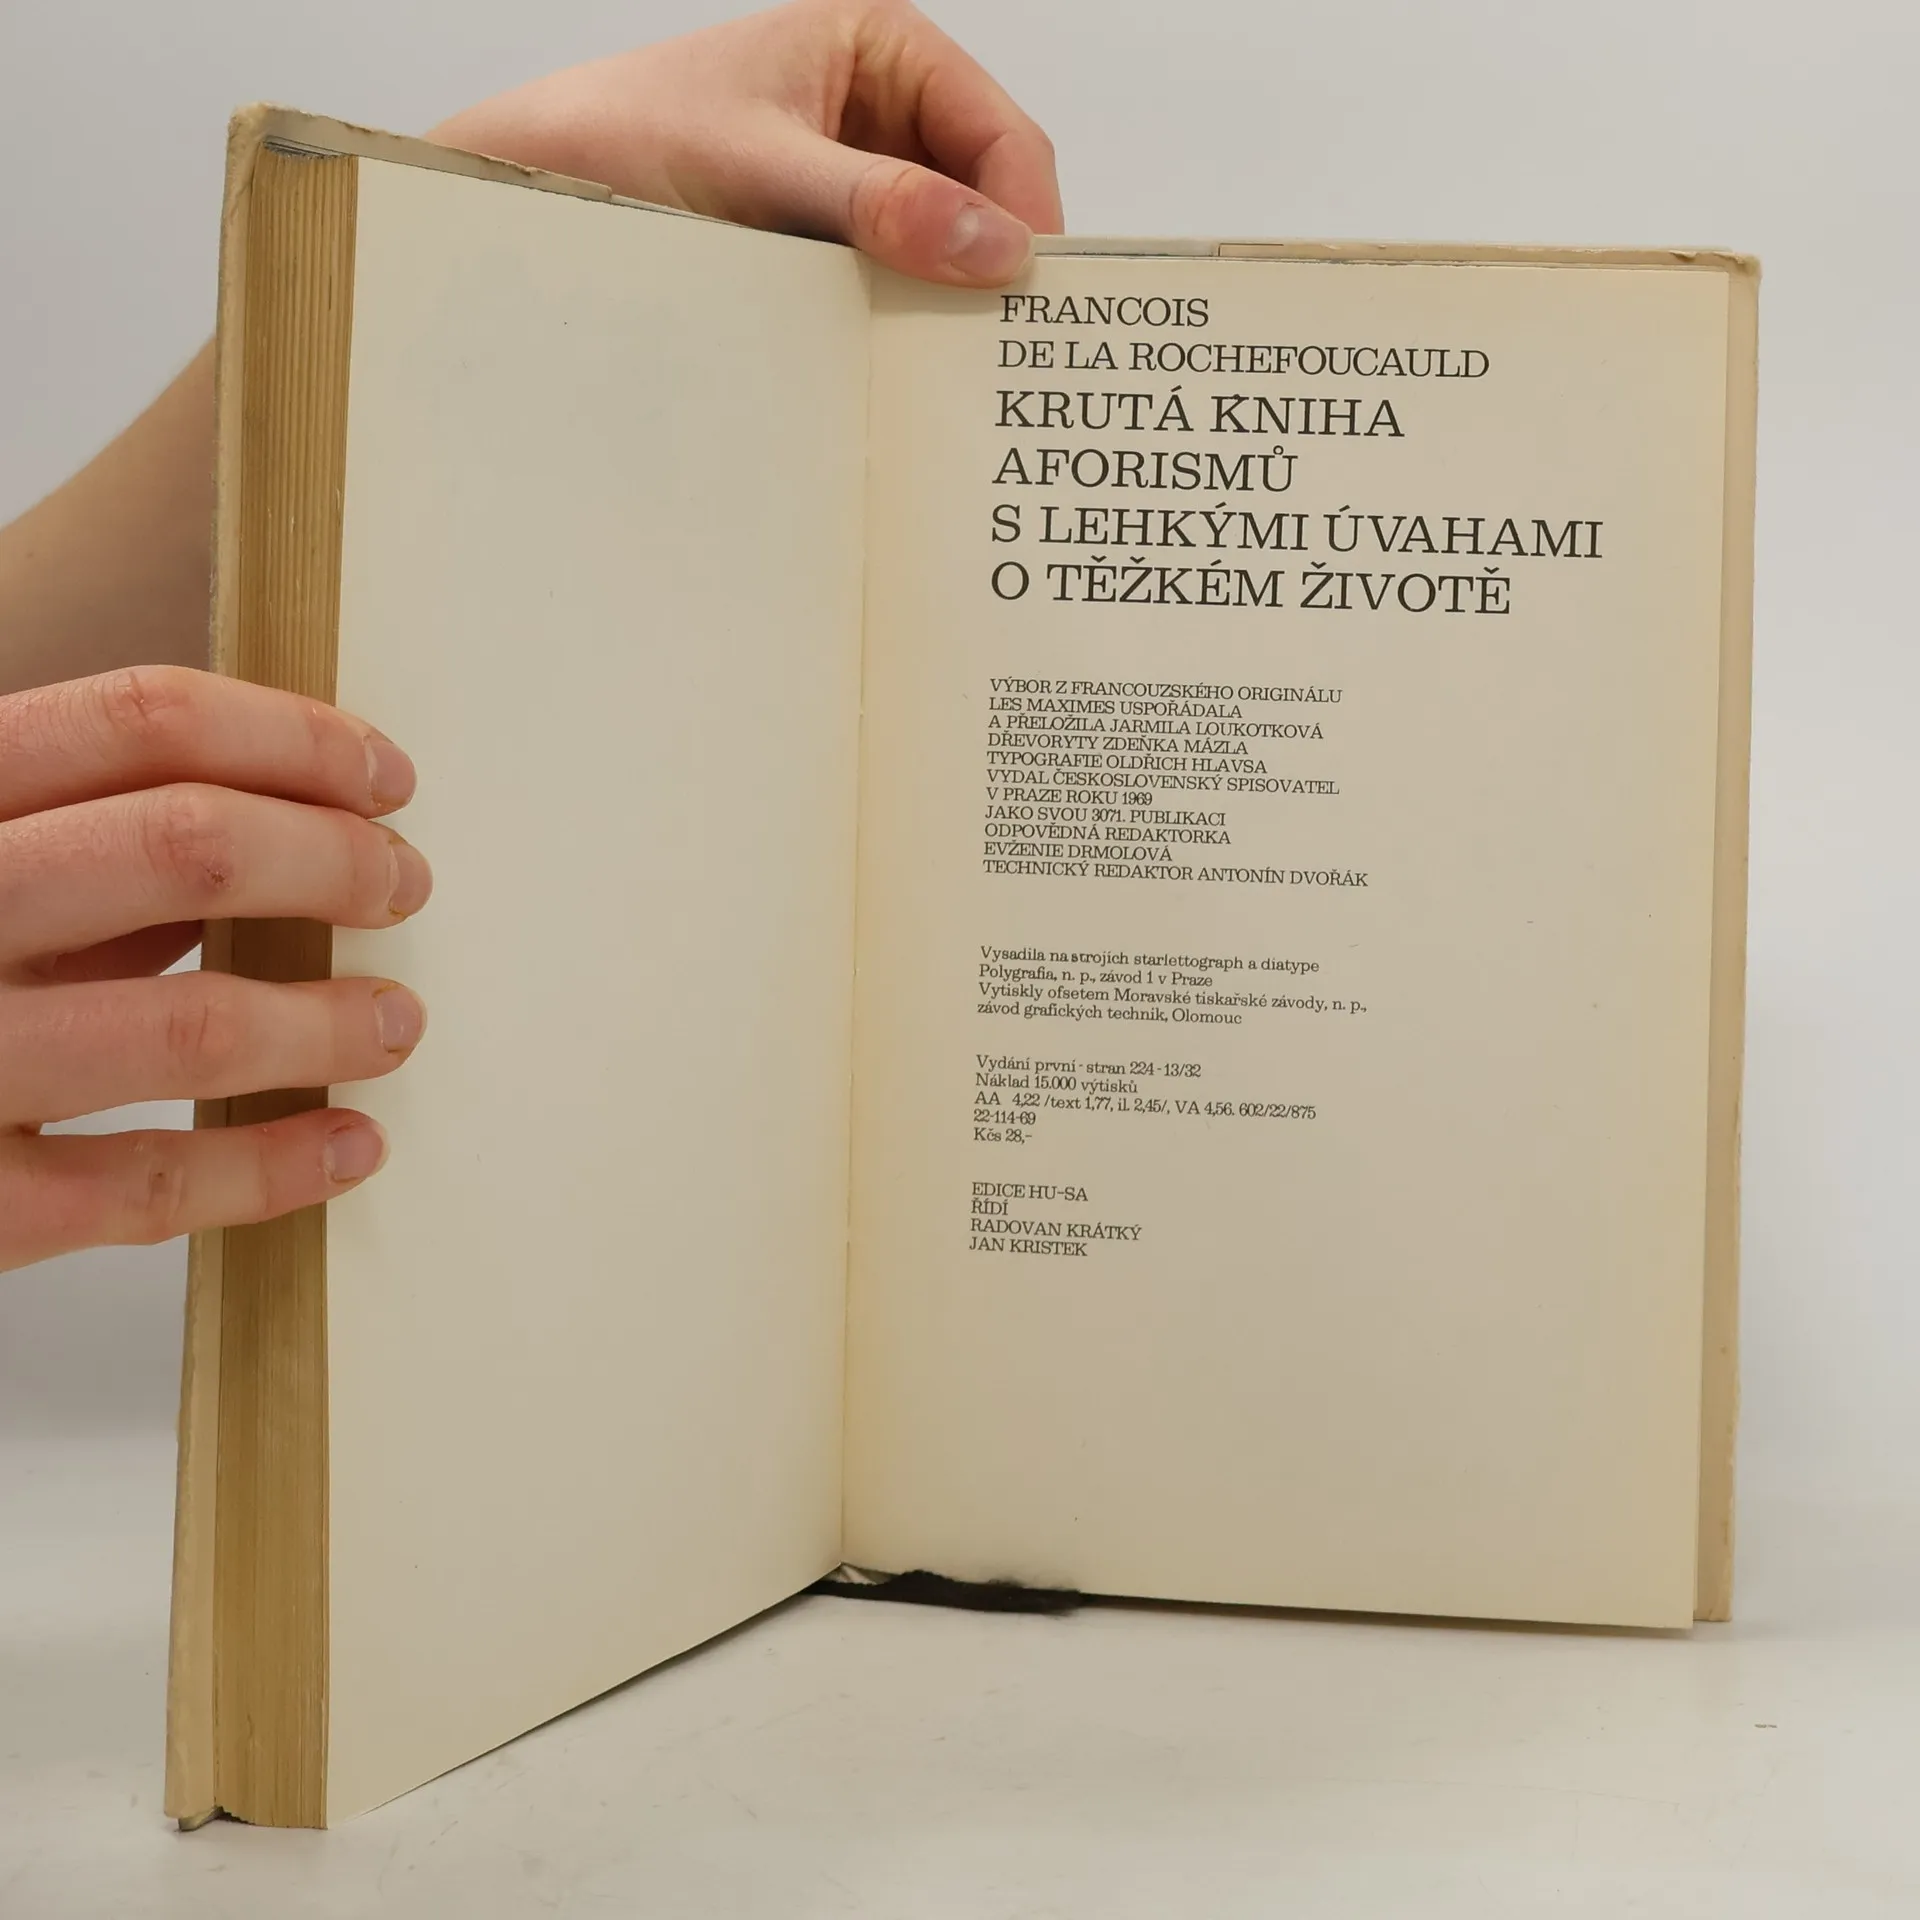 FRANCOIS
DE LA ROCHEFOUCAULD
KRUTÁ KNIHA
AFORISMŮ
S LEHKÝMI ÚVAHAMI
O TĚŽKÉM ŽIVOTĚ
VÝBOR Z FRANCOUZSKÉHO ORIGINÁLU
LES MAXIMES USPOŘÁDALA
A PŘELOŽILA JARMILA LOUKOTKOVÁ
DŘEVORYTY ZDEŇKA MÁZLA
TYPOGRAFIE OLDŘICH HLAVSA
VYDAL ČESKOSLOVENSKÝ SPISOVATEL
V PRAZE ROKU 1969
JAKO SVOU 3071. PUBLIKACI
ODPOVĚDNÁ REDAKTORKA
EVŽENIE DRMOLOVÁ
TECHNICKÝ REDAKTOR ANTONÍN DVOŘÁK
Vysadila na strojích starlettograph a diatype
Polygrafia, n. p., závod 1 v Praze
Vytiskly ofsetem Moravské tiskařské závody, n. p.,
závod grafických technik, Olomouc
Vydání první - stran 224 - 13/32
Náklad 15.000 výtisků
AA 4,22 /text 1,77, il. 2,45/, VA 4,56. 602/22/875
22-114-69
Kčs 28,-
EDICE HU-SA
ŘÍDÍ
RADOVAN KRÁTKÝ
JAN KRISTEK